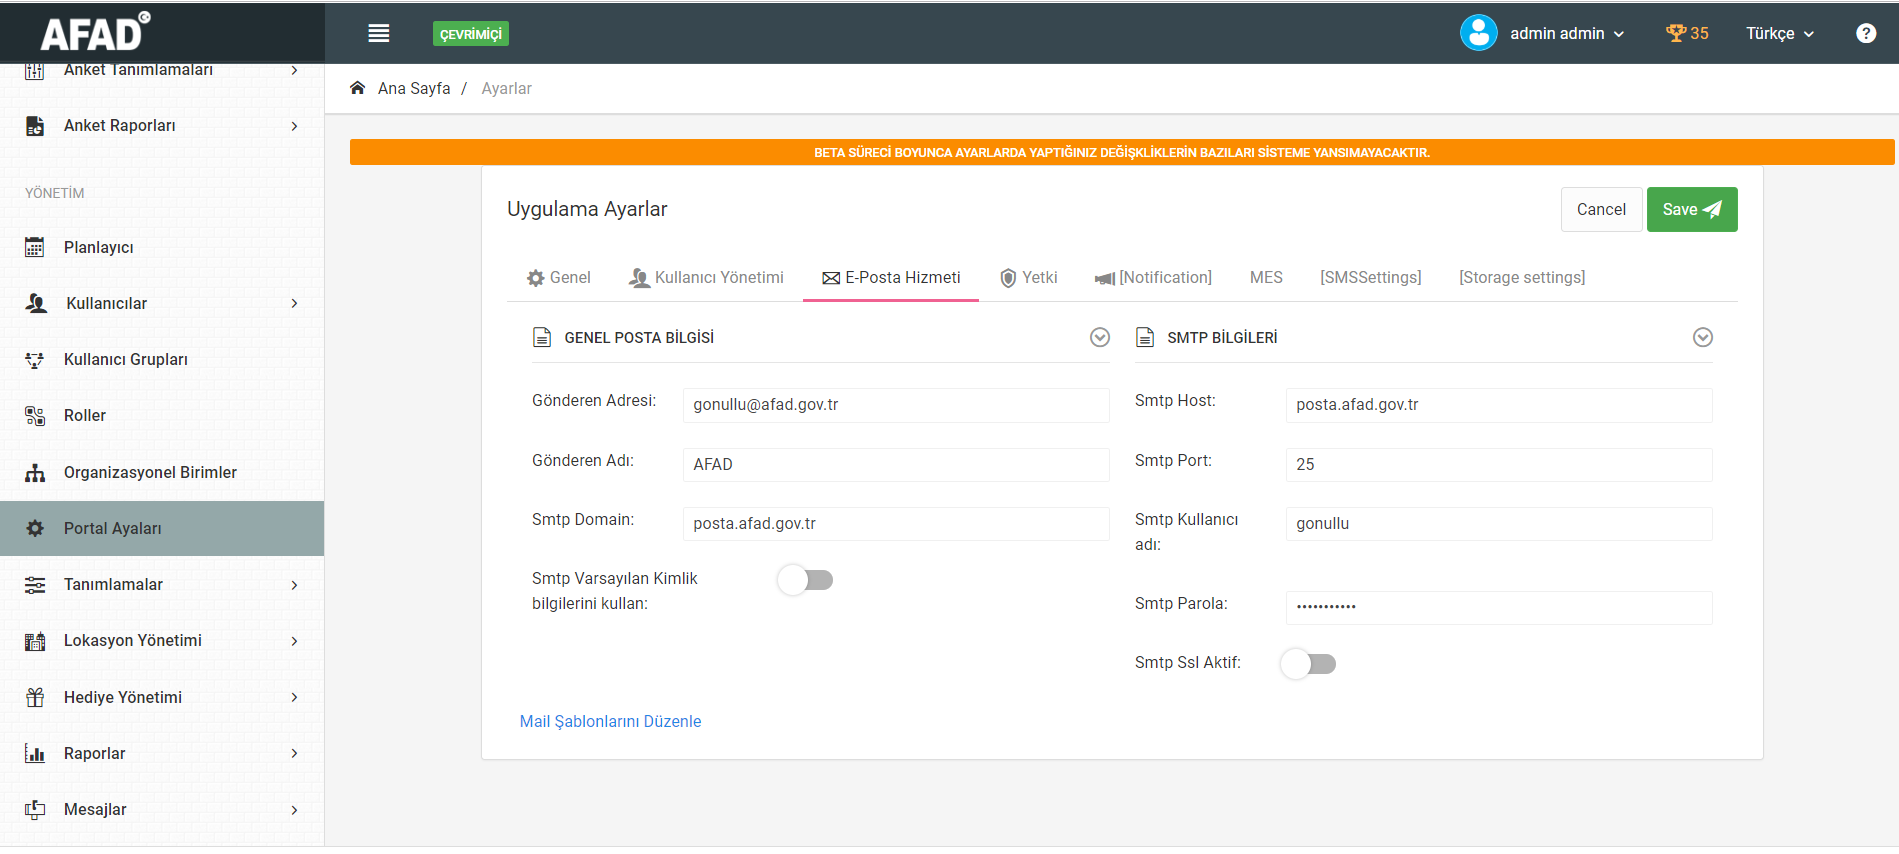 AFAD
ÇEVRİMİÇİ
admin admin
35
Türkçe
?
Anket Tanımlamaları
Anket Raporları
YÖNETİM
Planlayıcı
Kullanıcılar
Kullanıcı Grupları
Roller
Organizasyonel Birimler
Portal Ayaları
Tanımlamalar
Lokasyon Yönetimi
Hediye Yönetimi
Raporlar
Mesajlar
Ana Sayfa / Ayarlar
BETA SÜRECİ BOYUNCA AYARLARDA YAPTIĞINIZ DEĞİŞKLİKLERİN BAZILARI SİSTEME YANSIMAYACAKTIR.
Uygulama Ayarlar
Cancel
Save
Genel
Kullanıcı Yönetimi
E-Posta Hizmeti
Yetki
[Notification]
MES
[SMSSettings]
[Storage settings]
GENEL POSTA BİLGİSİ
Gönderen Adresi:
gonullu@afad.gov.tr
Gönderen Adı:
AFAD
Smtp Domain:
posta.afad.gov.tr
Smtp Varsayılan Kimlik
bilgilerini kullan:
SMTP BİLGİLERİ
Smtp Host:
posta.afad.gov.tr
Smtp Port:
25
Smtp Kullanıcı
adı:
gonullu
Smtp Parola:
•••••••••••
Smtp Ssl Aktif:
Mail Şablonlarını Düzenle